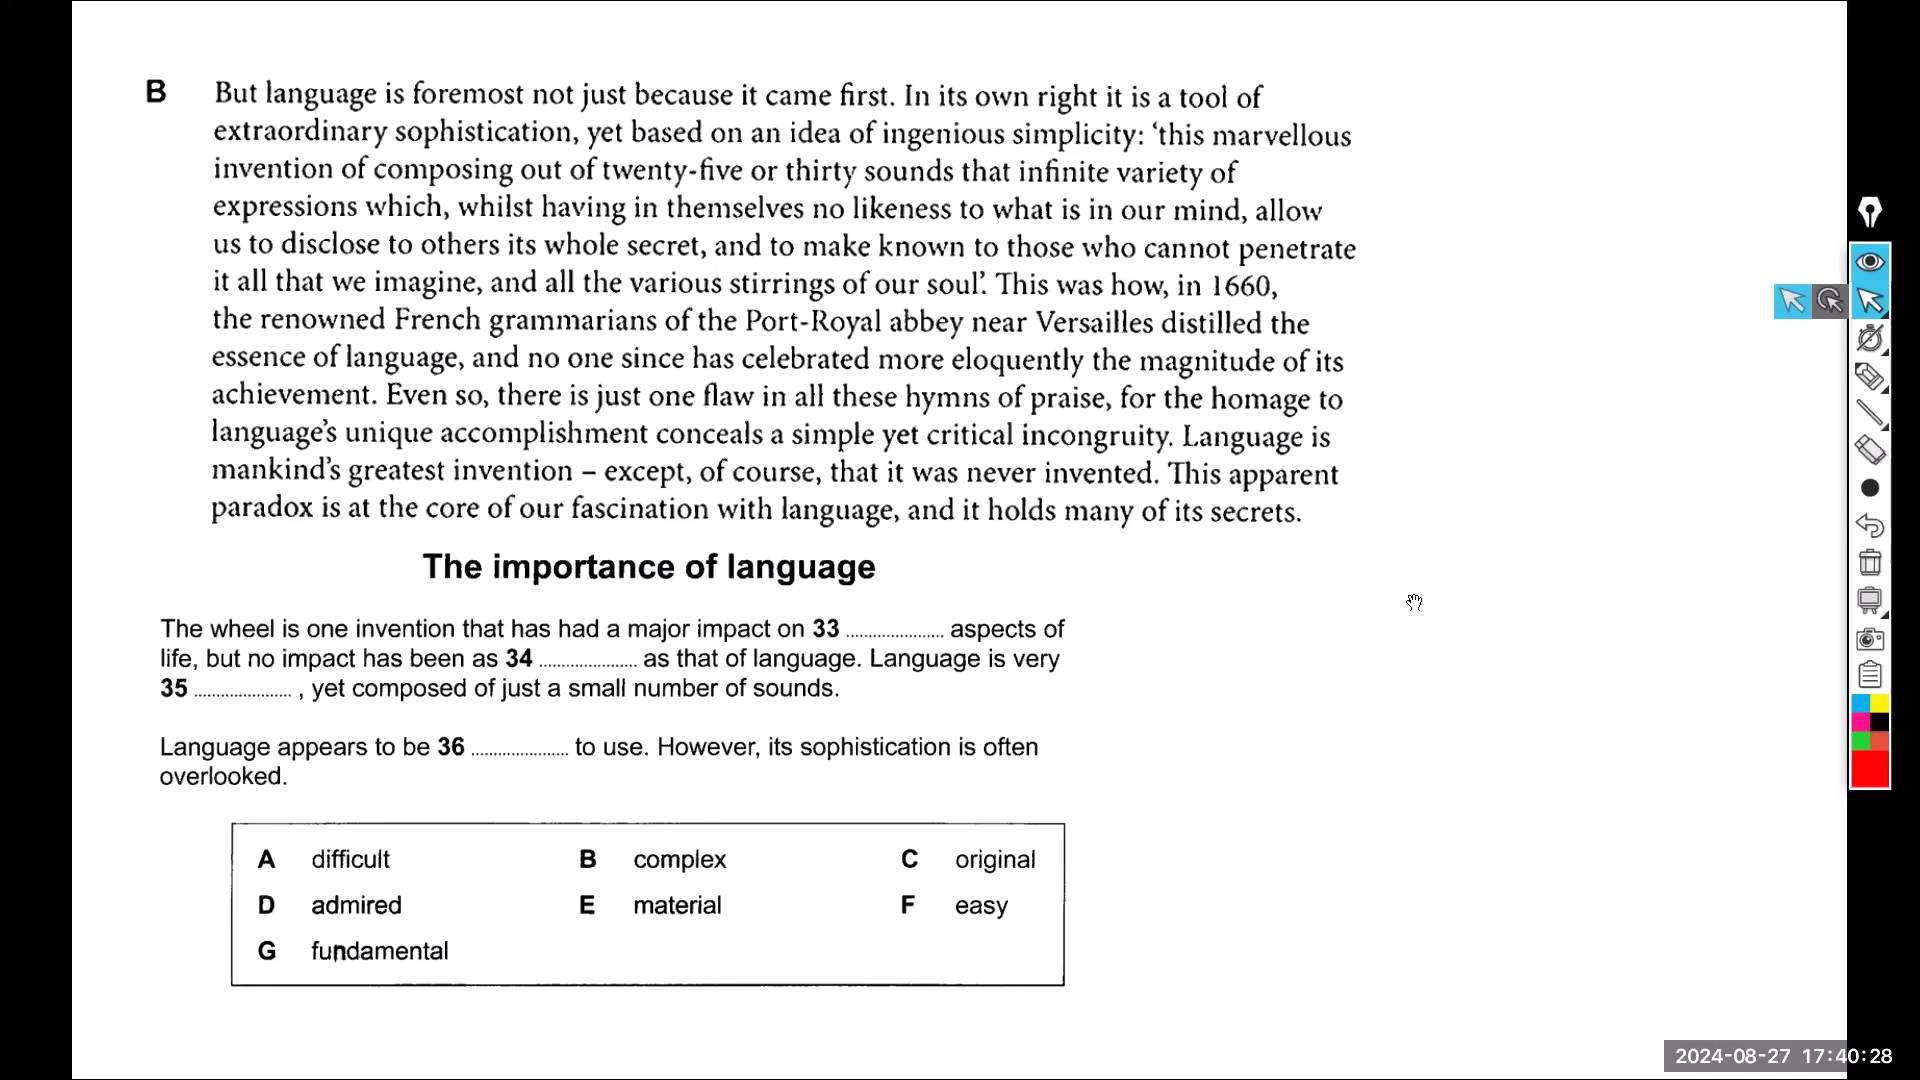 B But language is foremost not just because it came first. In its own right it is a tool of
extraordinary sophistication, yet based on an idea of ingenious simplicity: ‘this marvellous
invention of composing out of twenty-five or thirty sounds that infinite variety of
expressions which, whilst having in themselves no likeness to what is in our mind, allow
us to disclose to others its whole secret, and to make known to those who cannot penetrate
it all that we imagine, and all the various stirrings of our soul’. This was how, in 1660,
the renowned French grammarians of the Port-Royal abbey near Versailles distilled the
essence of language, and no one since has celebrated more eloquently the magnitude of its
achievement. Even so, there is just one flaw in all these hymns of praise, for the homage to
language’s unique accomplishment conceals a simple yet critical incongruity. Language is
mankind’s greatest invention – except, of course, that it was never invented. This apparent
paradox is at the core of our fascination with language, and it holds many of its secrets.
The importance of language
The wheel is one invention that has had a major impact on 33 ...................... aspects of
life, but no impact has been as 34 ...................... as that of language. Language is very
35 ...................... , yet composed of just a small number of sounds.
Language appears to be 36 ...................... to use. However, its sophistication is often
overlooked.
A difficult B complex C original
D admired E material F easy
G fundamental
2024-08-27 17:40:28